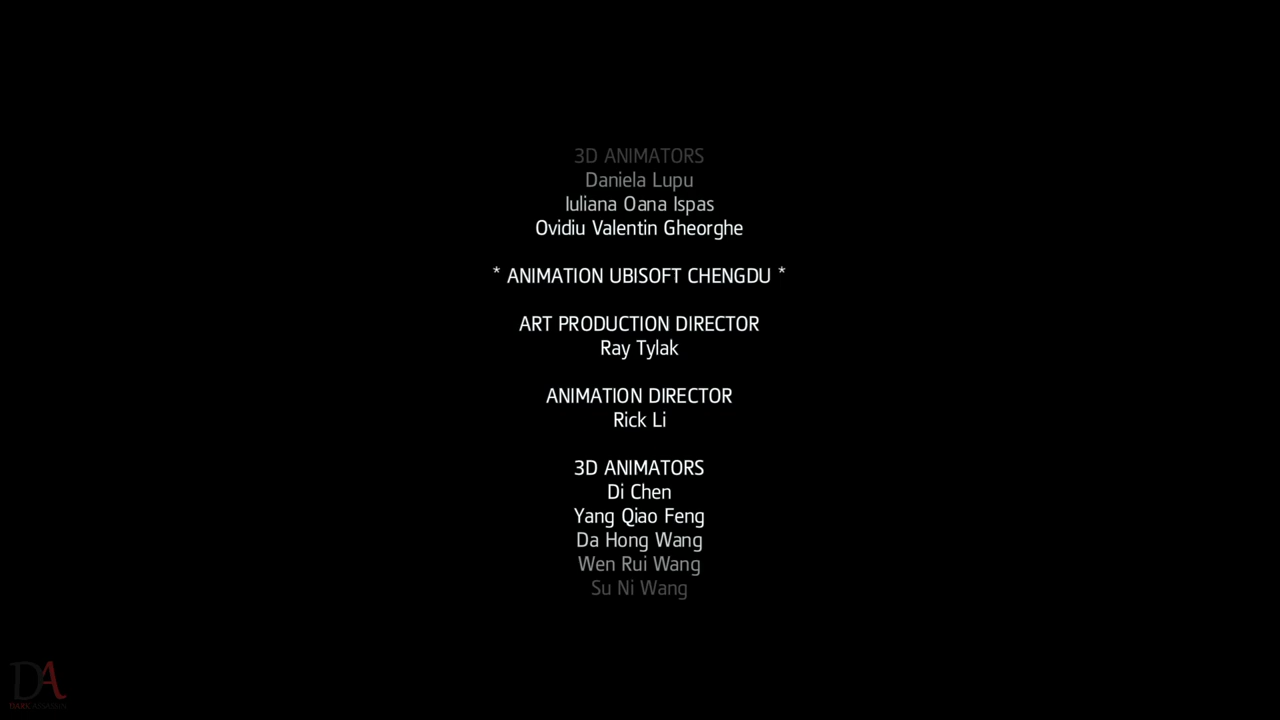 3D ANIMATORS
Daniela Lupu
Iuliana Oana Ispas
Ovidiu Valentin Gheorghe
* ANIMATION UBISOFT CHENGDU *
ART PRODUCTION DIRECTOR
Ray Tylak
ANIMATION DIRECTOR
Rick Li
3D ANIMATORS
Di Chen
Yang Qiao Feng
Da Hong Wang
Wen Rui Wang
Su Ni Wang
DA
DARK ASSASSIN